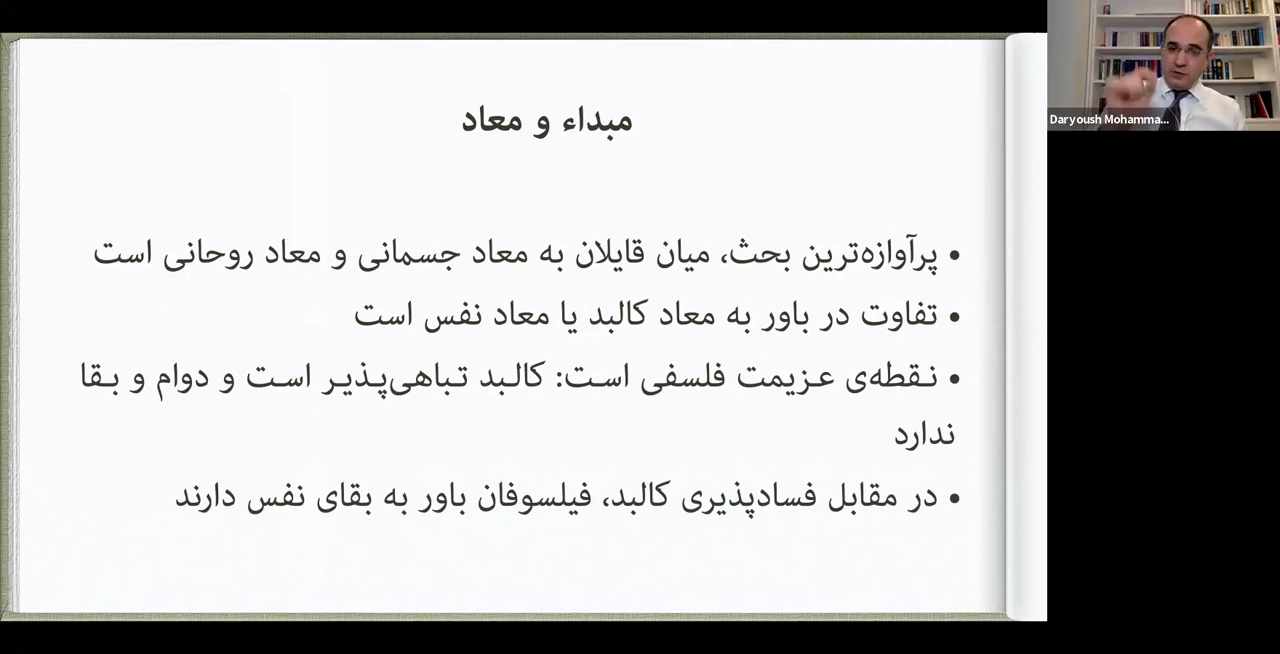 مبداء و معاد
• پرآوازه‌ترین بحث، میان قایلان به معاد جسمانی و معاد روحانی است
• تفاوت در باور به معاد کالبد یا معاد نفس است
• نقطه‌ی عزیمت فلسفی است: کالبد تباهی‌پذیر است و دوام و بقا
ندارد
• در مقابل فسادپذیری کالبد، فیلسوفان باور به بقای نفس دارند
Daryoush Mohamma...